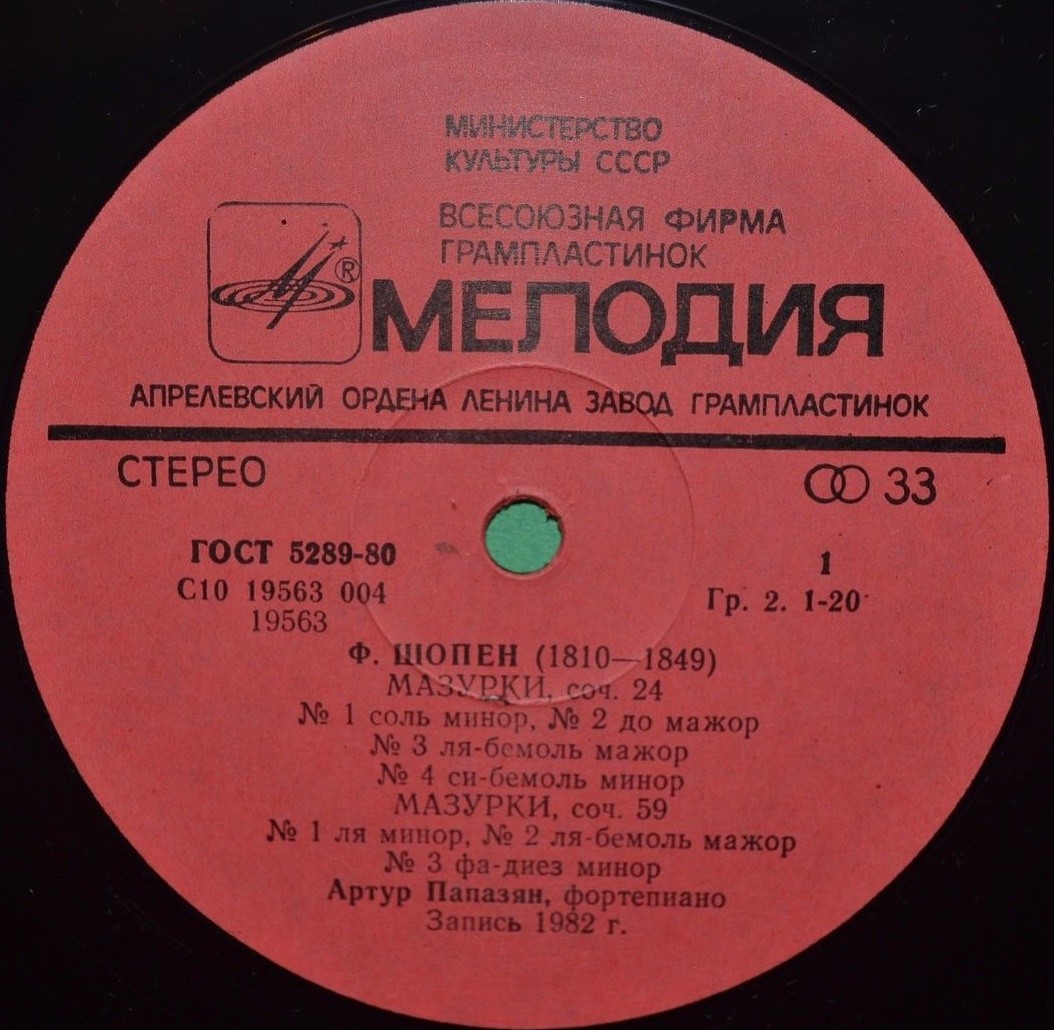 МИНИСТЕРСТВО
КУЛЬТУРЫ СССР
ВСЕСОЮЗНАЯ ФИРМА
ГРАМПЛАСТИНОК
®
МЕЛОДИЯ
АПРЕЛЕВСКИЙ ОРДЕНА ЛЕНИНА ЗАВОД ГРАМПЛАСТИНОК
СТЕРЕО
33
ГОСТ 5289-80
С10 19563 004
19563
1
Гр. 2. 1-20
Ф. ШОПЕН (1810—1849)
МАЗУРКИ, соч. 24
№ 1 соль минор, № 2 до мажор
№ 3 ля-бемоль мажор
№ 4 си-бемоль минор
МАЗУРКИ, соч. 59
№ 1 ля минор, № 2 ля-бемоль мажор
№ 3 фа-диез минор
Артур Папазян, фортепиано
Запись 1982 г.